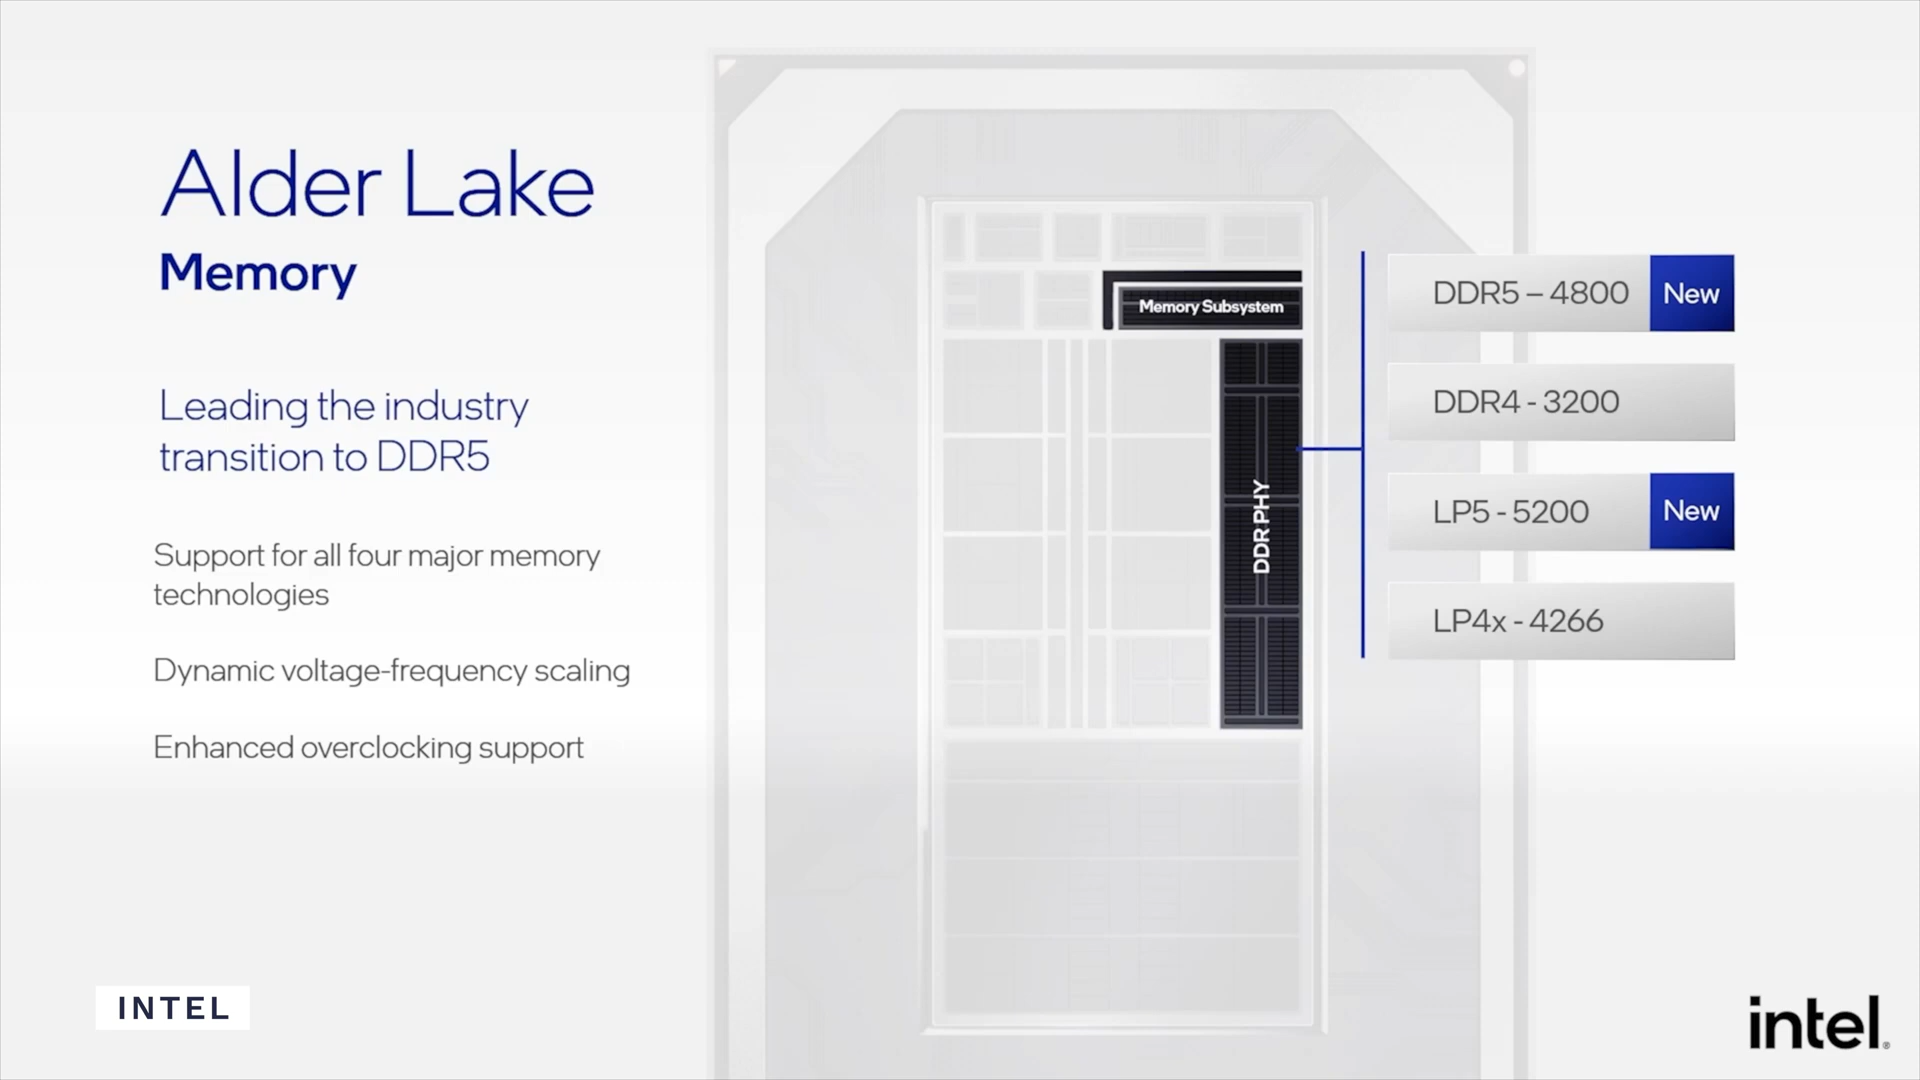 Alder Lake
Memory
Leading the industry
transition to DDR5
Support for all four major memory
technologies
Dynamic voltage-frequency scaling
Enhanced overclocking support
Memory Subsystem
DDR PHY
DDR5 – 4800 New
DDR4 - 3200
LP5 - 5200 New
LP4x - 4266
INTEL
intel®